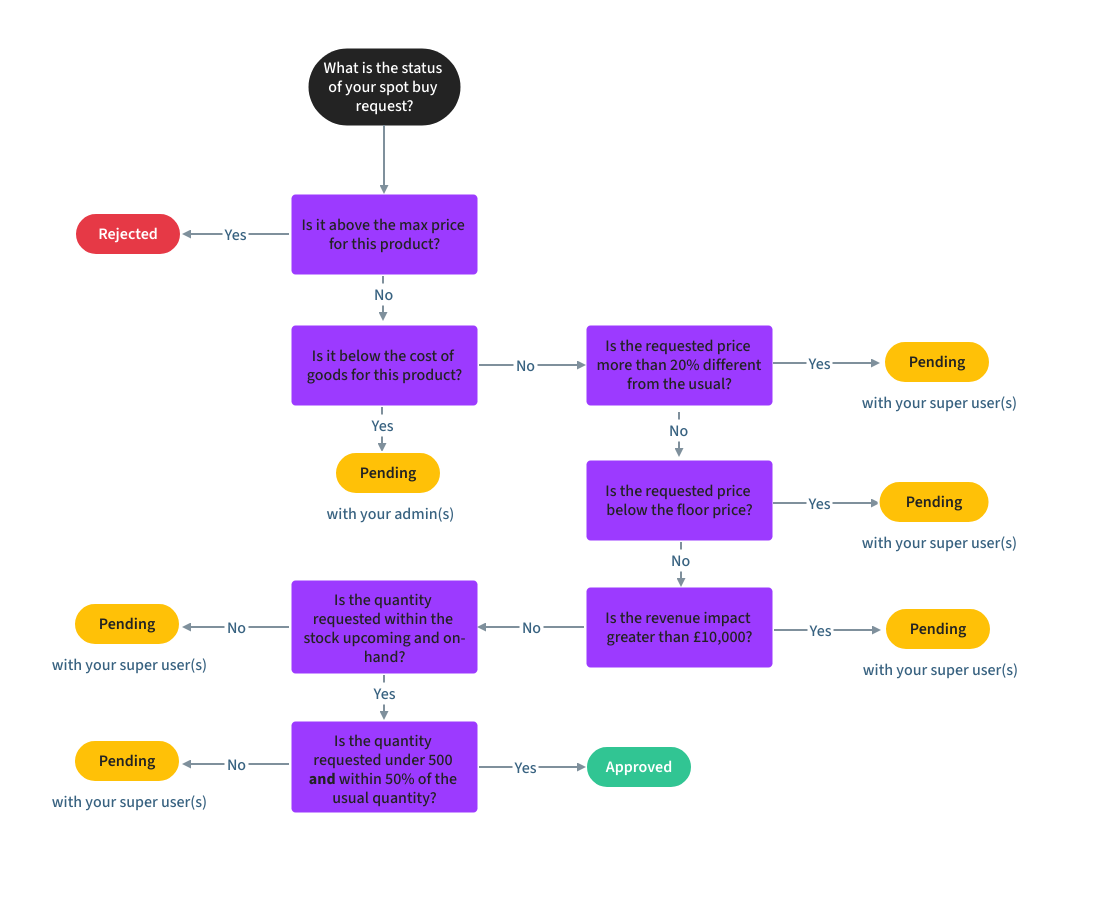 What is the status
of your spot buy
request?
Is it above the max price
for this product?
Yes
Rejected
No
Is it below the cost of
goods for this product?
Yes
Pending
with your admin(s)
No
Is the requested price
more than 20% different
from the usual?
Yes
Pending
with your super user(s)
No
Is the requested price
below the floor price?
Yes
Pending
with your super user(s)
No
Is the revenue impact
greater than £10,000?
Yes
Pending
with your super user(s)
No
Is the quantity
requested within the
stock upcoming and on-
hand?
No
Pending
with your super user(s)
Yes
Is the quantity
requested under 500
and within 50% of the
usual quantity?
No
Pending
with your super user(s)
Yes
Approved